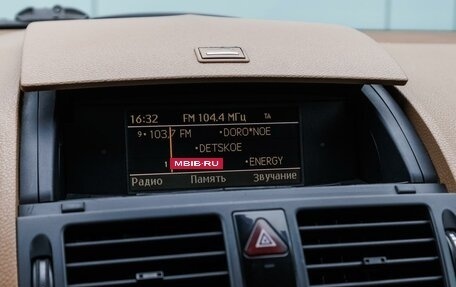 16:32 FM 104.4 МГц TA
9•103.7 FM •DORO*NOE
•DETSKOE
1 •ENERGY
MBIB·RU
Радио Память Звучание